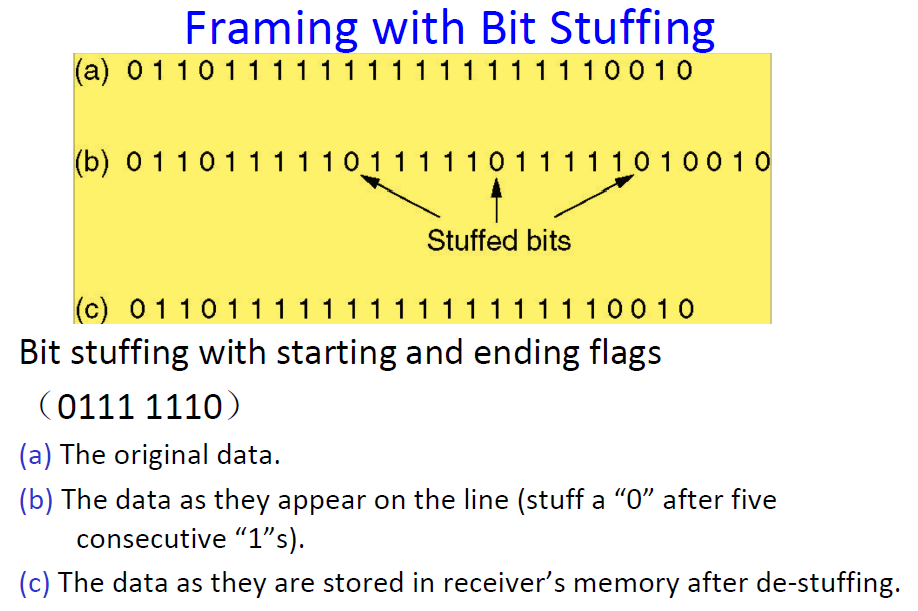 Framing with Bit Stuffing
(a) 0 1 1 0 1 1 1 1 1 1 1 1 1 1 1 1 1 1 1 1 0 0 1 0
(b) 0 1 1 0 1 1 1 1 1 0 1 1 1 1 1 0 1 1 1 1 1 0 1 0 0 1 0
Stuffed bits
(c) 0 1 1 0 1 1 1 1 1 1 1 1 1 1 1 1 1 1 1 1 0 0 1 0
Bit stuffing with starting and ending flags
（0111 1110）
(a) The original data.
(b) The data as they appear on the line (stuff a “0” after five
consecutive “1”s).
(c) The data as they are stored in receiver’s memory after de-stuffing.